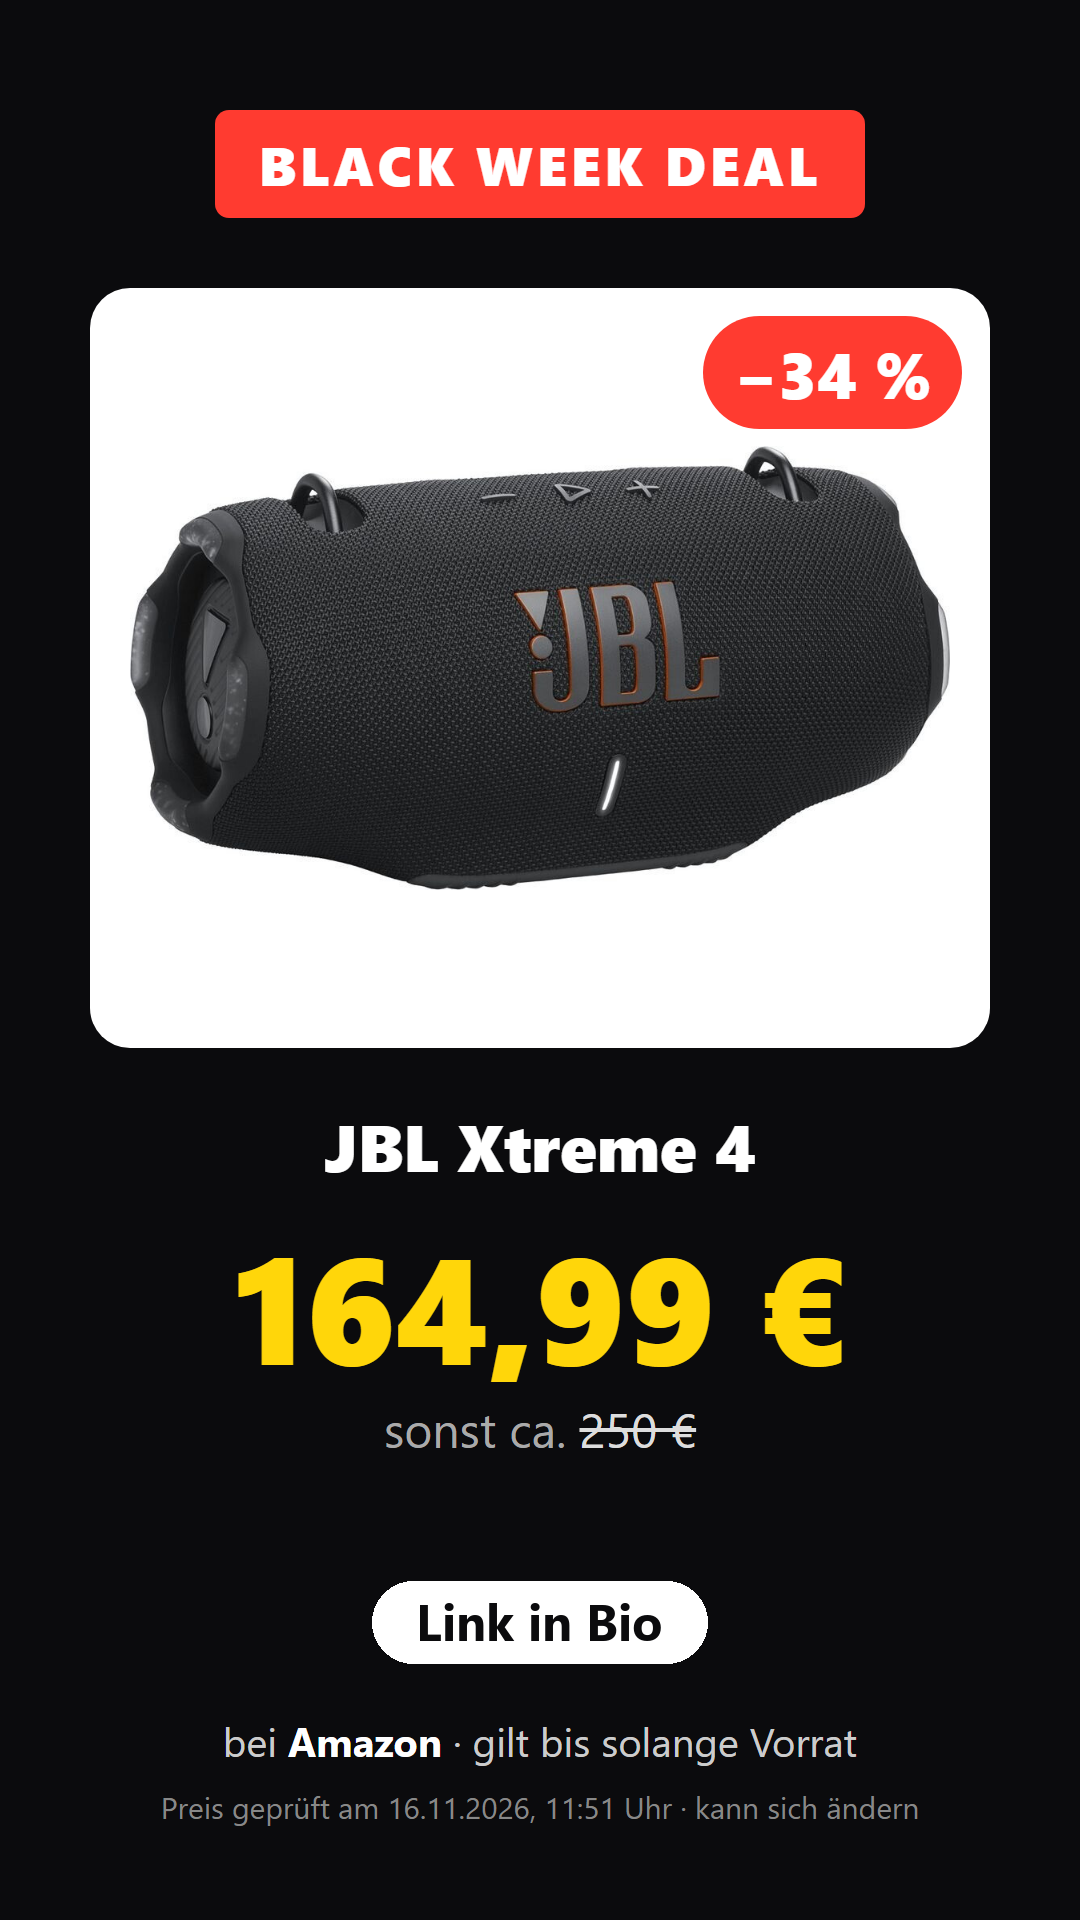 BLACK WEEK DEAL
–34 %
JBL
JBL Xtreme 4
164,99 €
sonst ca. 250 €
Link in Bio
bei Amazon · gilt bis solange Vorrat
Preis geprüft am 16.11.2026, 11:51 Uhr · kann sich ändern